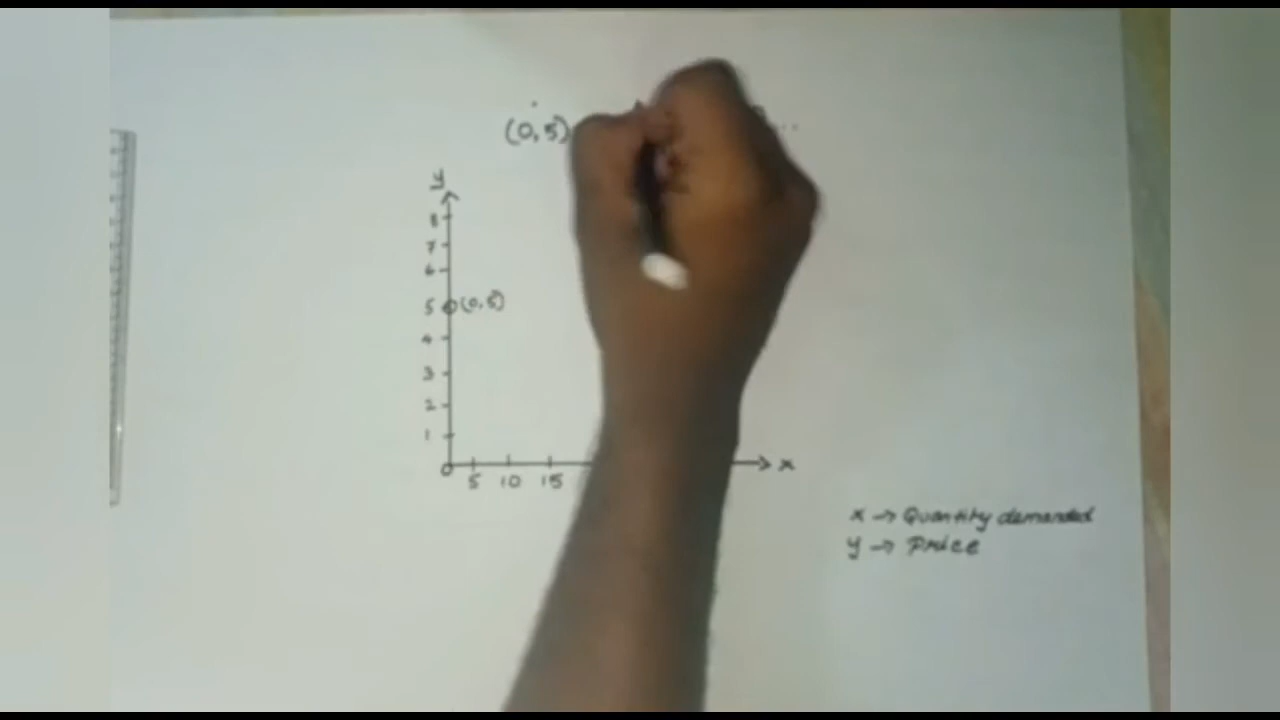 (0,5)
y
8
7
6
5 (0,5)
4
3
2
1
0
5 10 15
x
x → Quantity demanded
y → Price